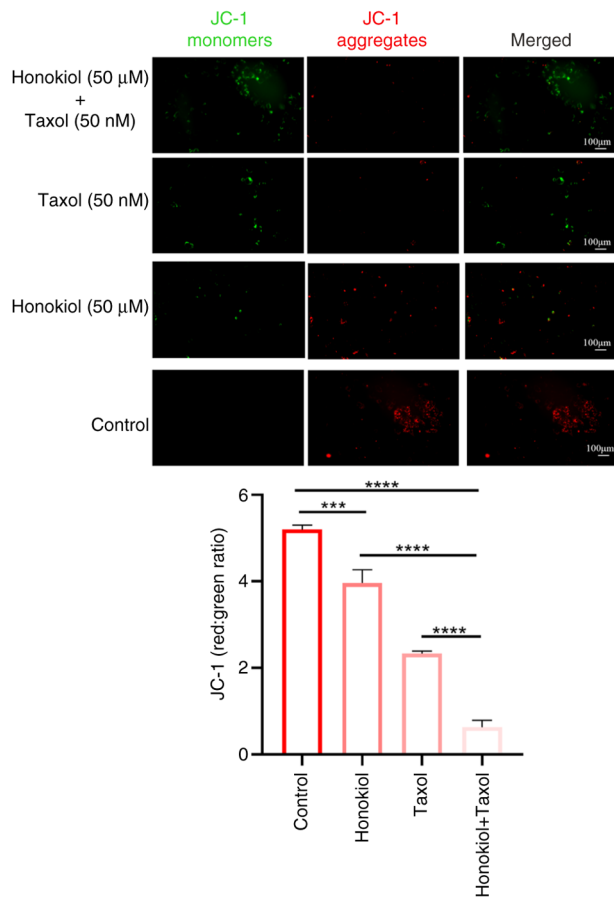 JC-1
monomers
JC-1
aggregates
Merged
Honokiol (50 μM)
+
Taxol (50 nM)
100μm
Taxol (50 nM)
100μm
Honokiol (50 μM)
100μm
Control
100μm
JC-1 (red:green ratio)
6
4
2
0
****
***
****
****
Control
Honokiol
Taxol
Honokiol+Taxol